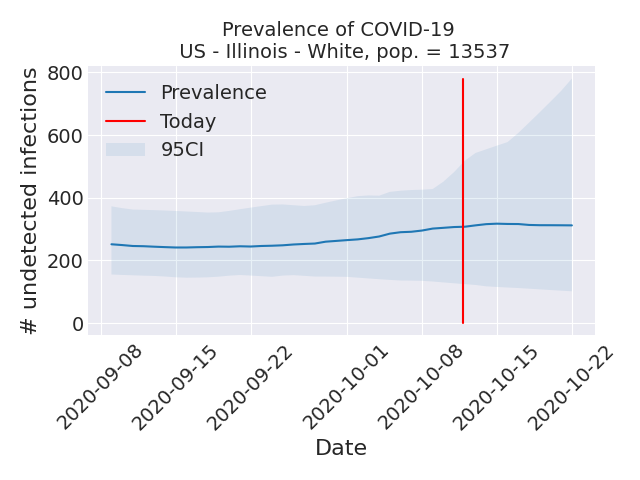 Prevalence of COVID-19
US - Illinois - White, pop. = 13537
# undetected infections
800
600
400
200
0
Prevalence
Today
95CI
2020-09-08
2020-09-15
2020-09-22
2020-10-01
2020-10-08
2020-10-15
2020-10-22
Date